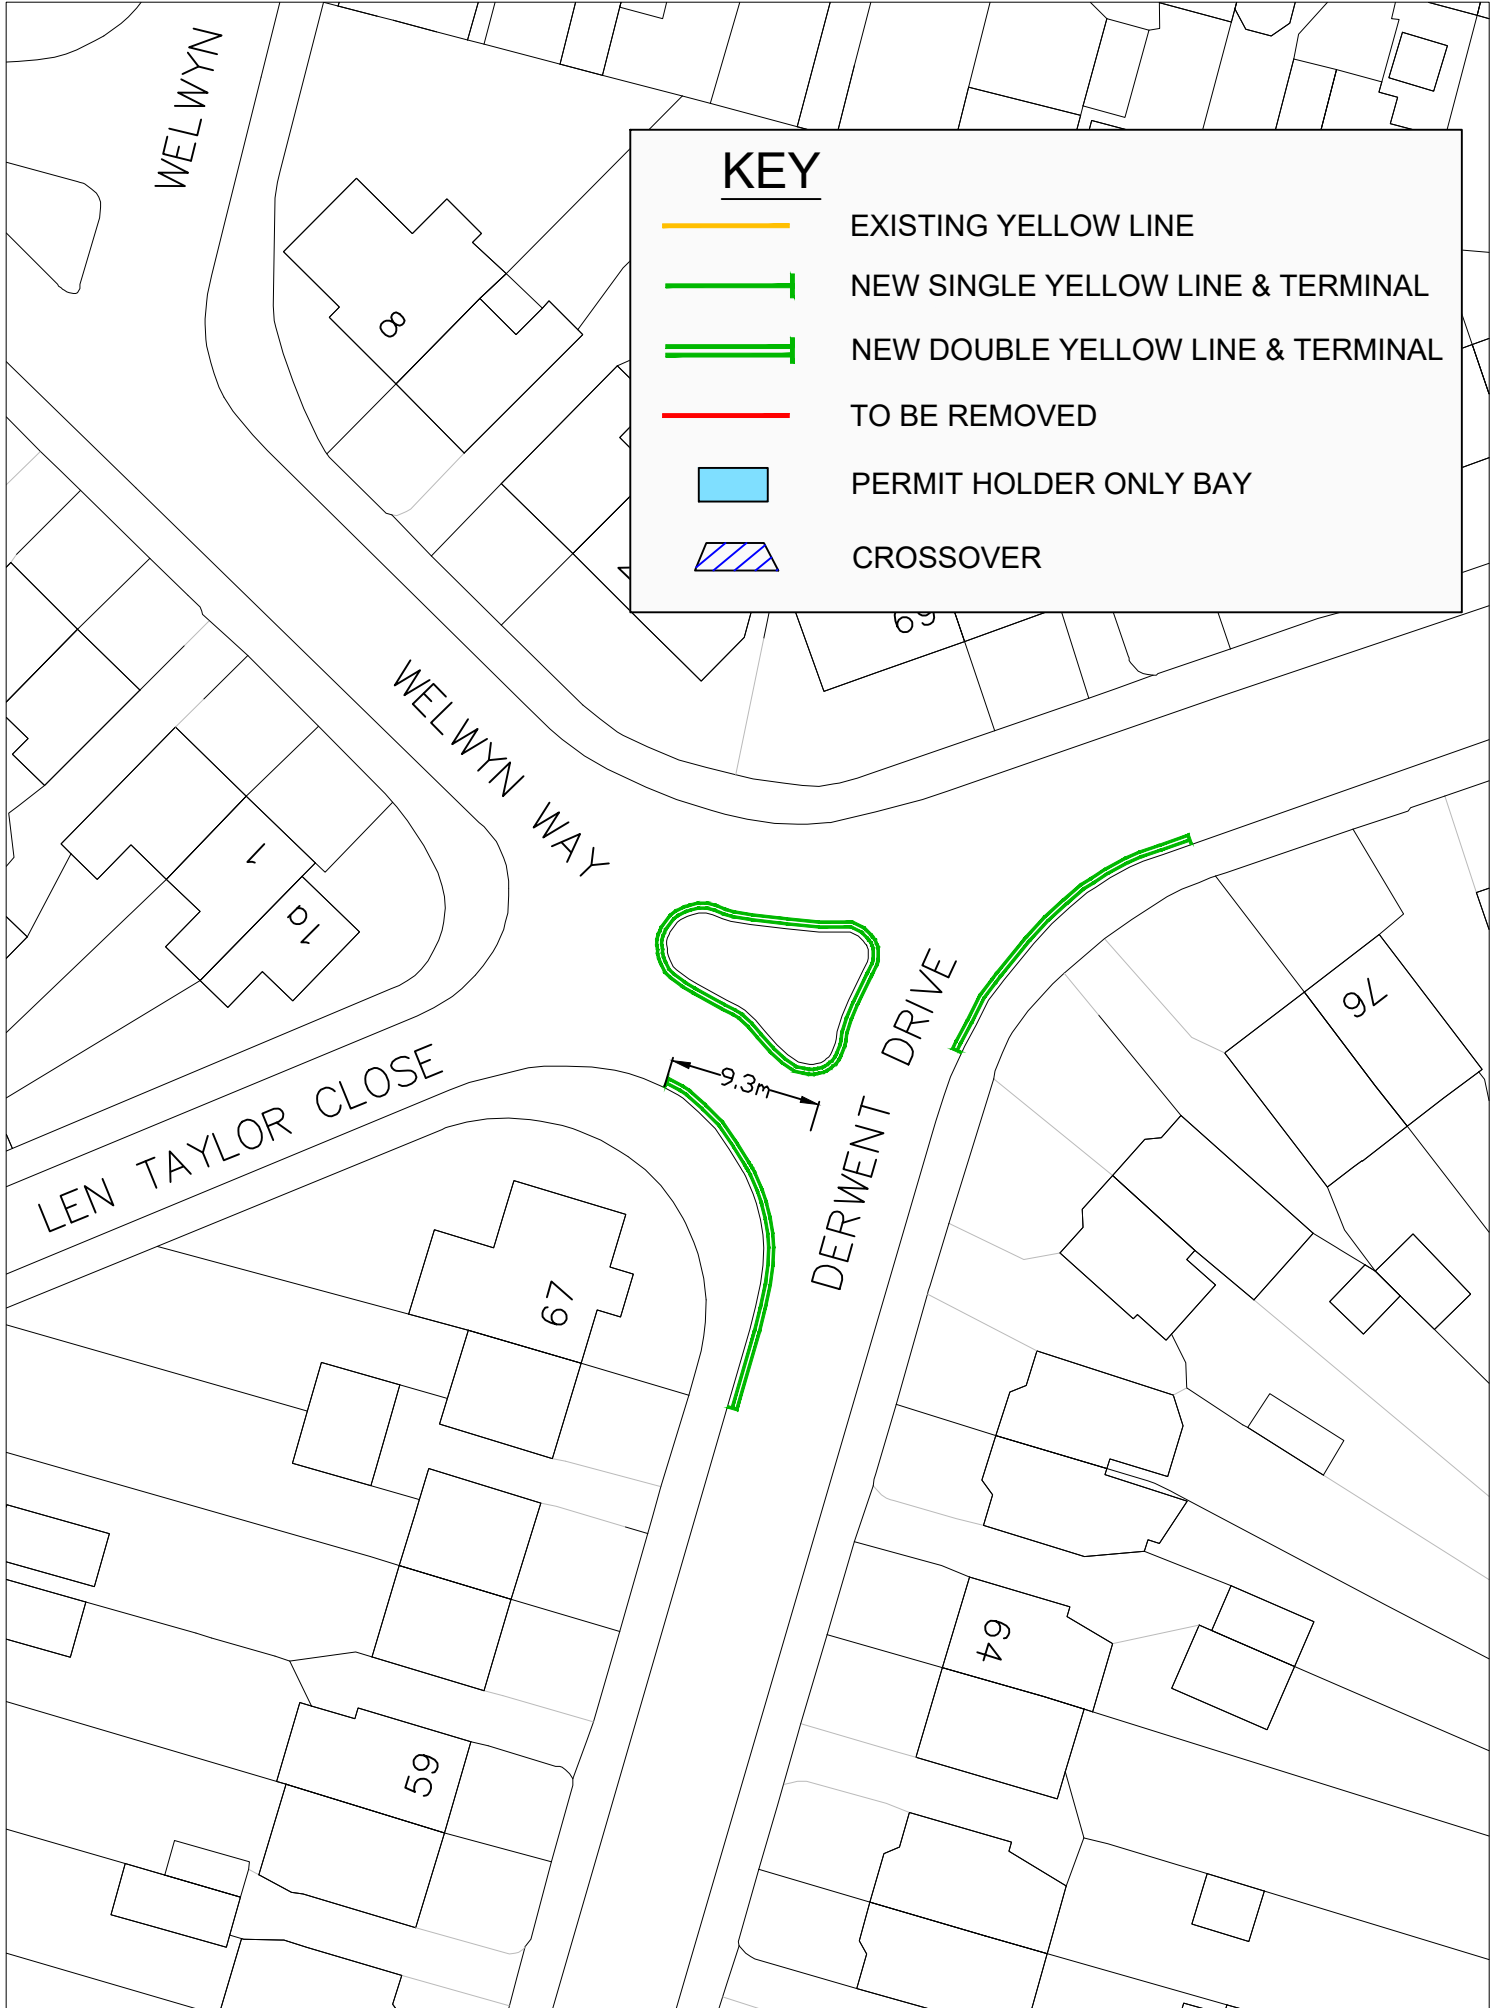 WELWYN
KEY
EXISTING YELLOW LINE
NEW SINGLE YELLOW LINE & TERMINAL
NEW DOUBLE YELLOW LINE & TERMINAL
TO BE REMOVED
PERMIT HOLDER ONLY BAY
CROSSOVER
8
69
WELWYN WAY
1
1a
76
DERWENT DRIVE
9.3m
LEN TAYLOR CLOSE
67
64
59